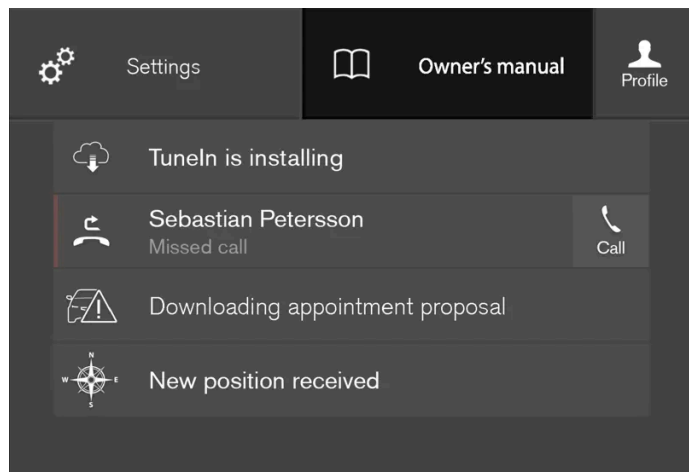 Settings
Owner's manual
Profile
TuneIn is installing
Sebastian Petersson
Missed call
Call
Downloading appointment proposal
N
W
E
S
New position received